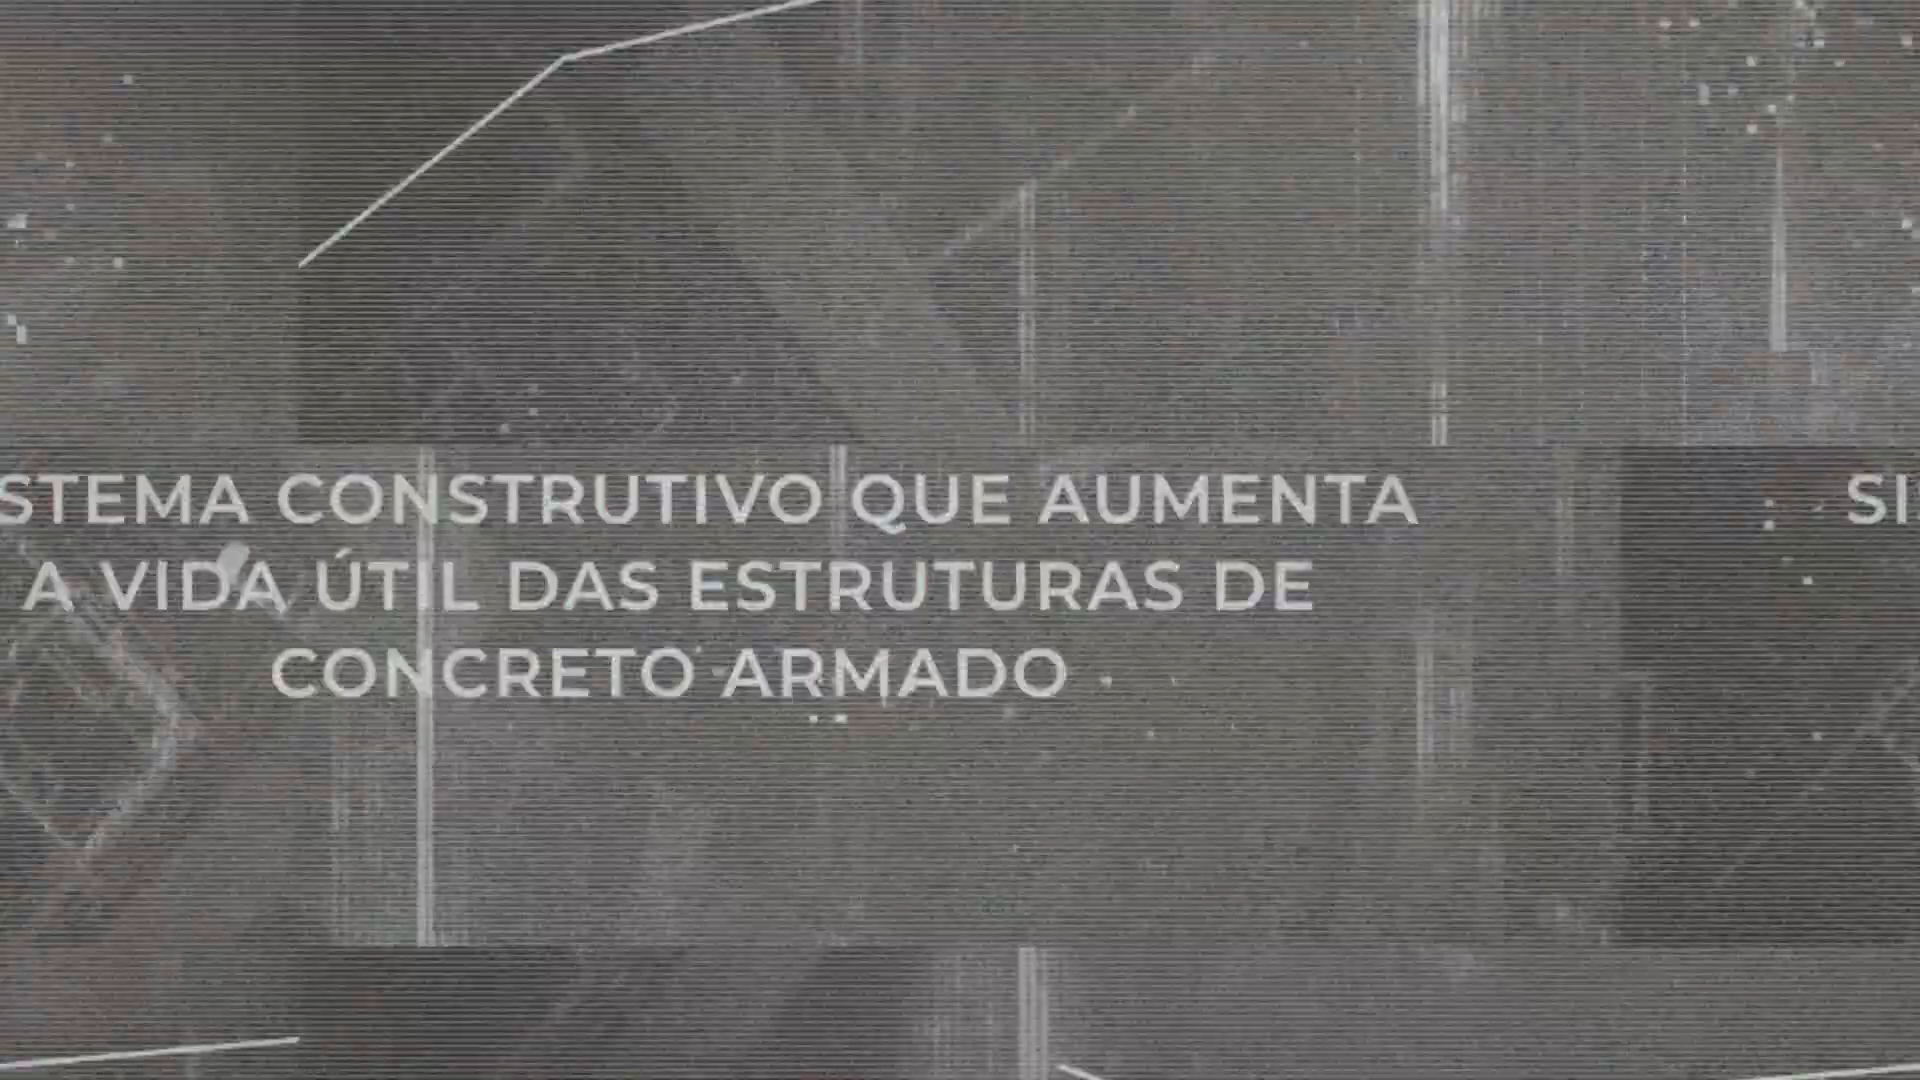 STEMA CONSTRUTIVO QUE AUMENTA SI
A VIDA ÚTIL DAS ESTRUTURAS DE
CONCRETO ARMADO